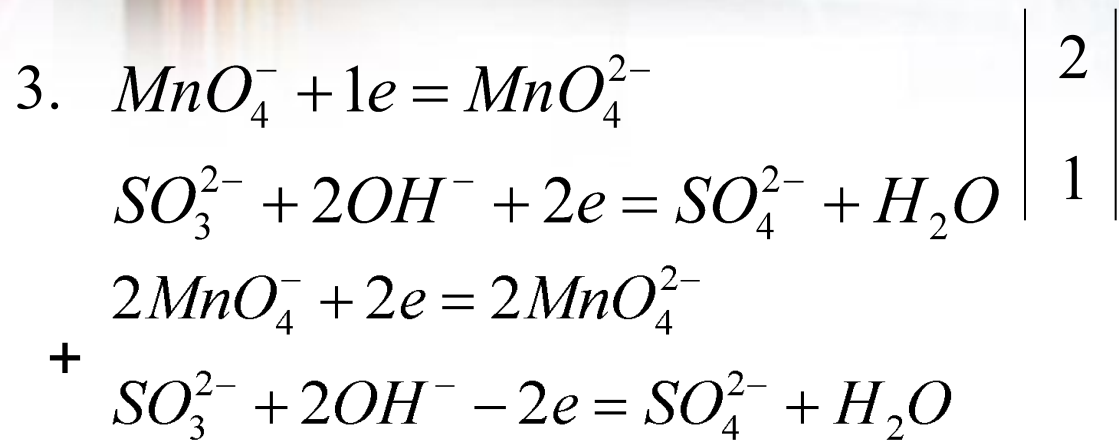 3. MnO₄⁻ + 1e = MnO₄²⁻ | 2 |
SO₃²⁻ + 2OH⁻ + 2e = SO₄²⁻ + H₂O | 1 |
2MnO₄⁻ + 2e = 2MnO₄²⁻
+
SO₃²⁻ + 2OH⁻ − 2e = SO₄²⁻ + H₂O